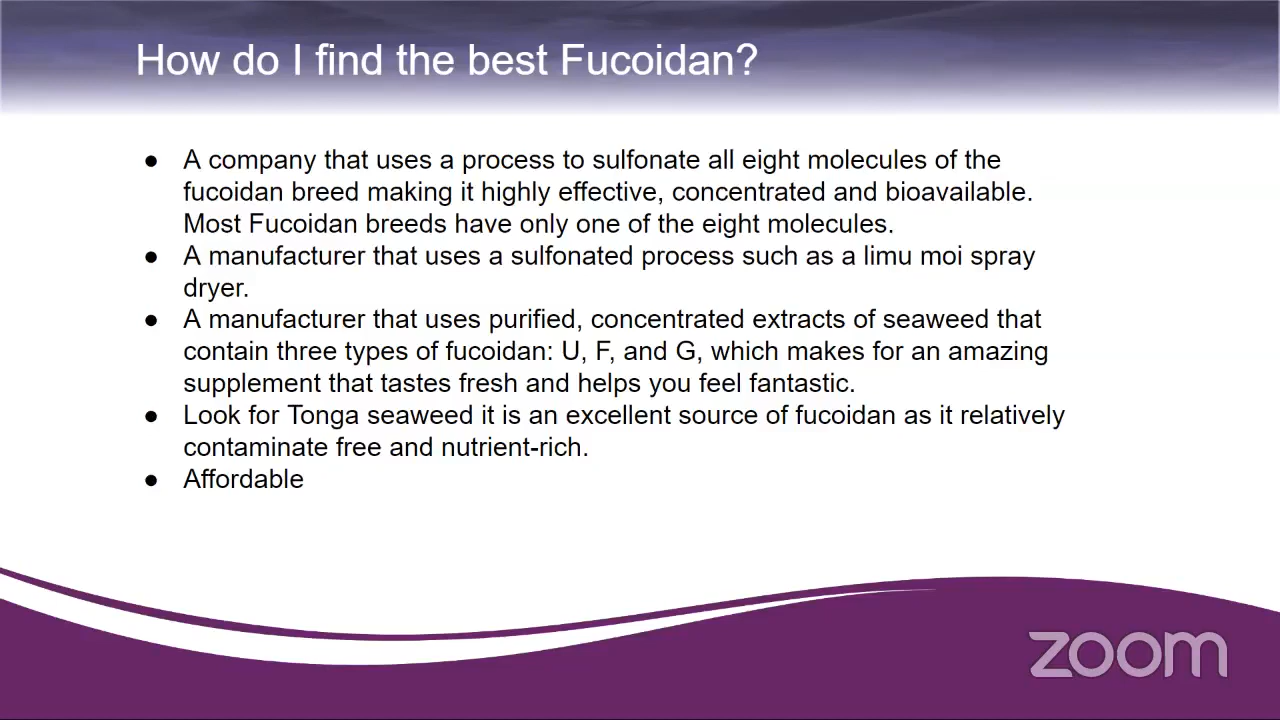 How do I find the best Fucoidan?
● A company that uses a process to sulfonate all eight molecules of the
fucoidan breed making it highly effective, concentrated and bioavailable.
Most Fucoidan breeds have only one of the eight molecules.
● A manufacturer that uses a sulfonated process such as a limu moi spray
dryer.
● A manufacturer that uses purified, concentrated extracts of seaweed that
contain three types of fucoidan: U, F, and G, which makes for an amazing
supplement that tastes fresh and helps you feel fantastic.
● Look for Tonga seaweed it is an excellent source of fucoidan as it relatively
contaminate free and nutrient-rich.
● Affordable
zoom